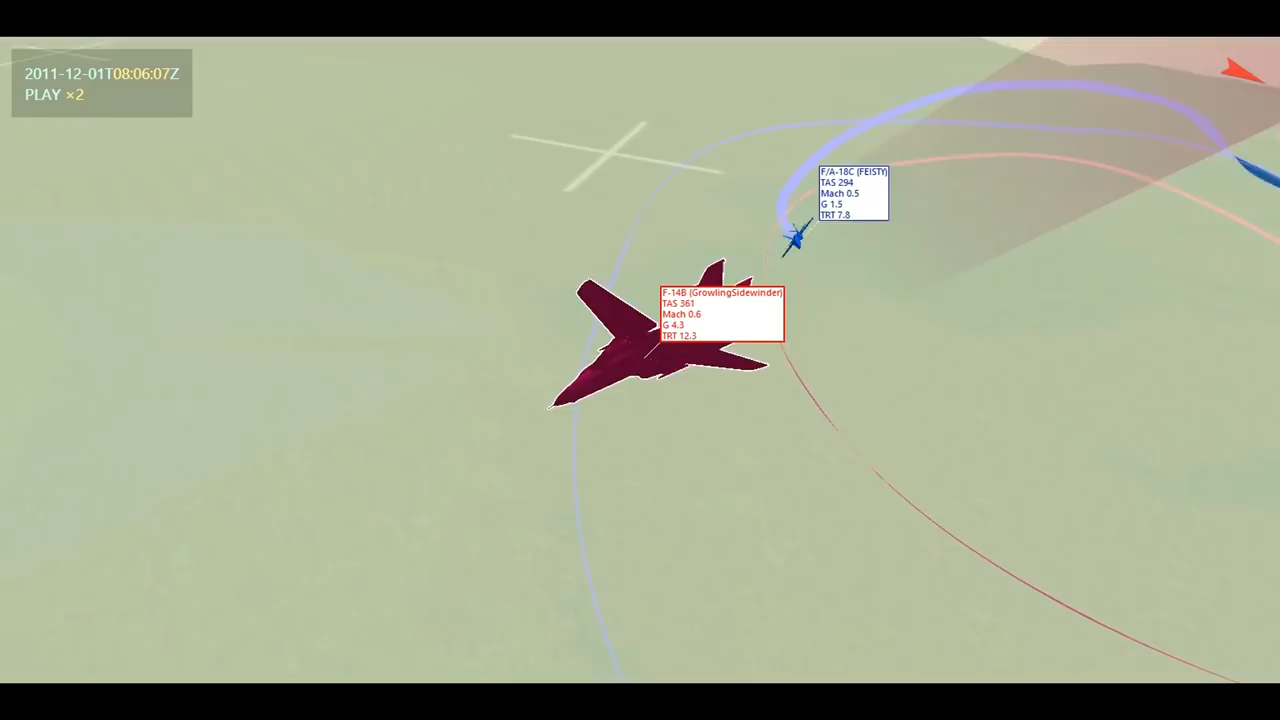 2011-12-01T08:06:07Z
PLAY ×2
F/A-18C (FEISTY)
TAS 294
Mach 0.5
G 1.5
TRT 7.8
F-14B (GrowlingSidewinder)
TAS 361
Mach 0.6
G 4.3
TRT 12.3